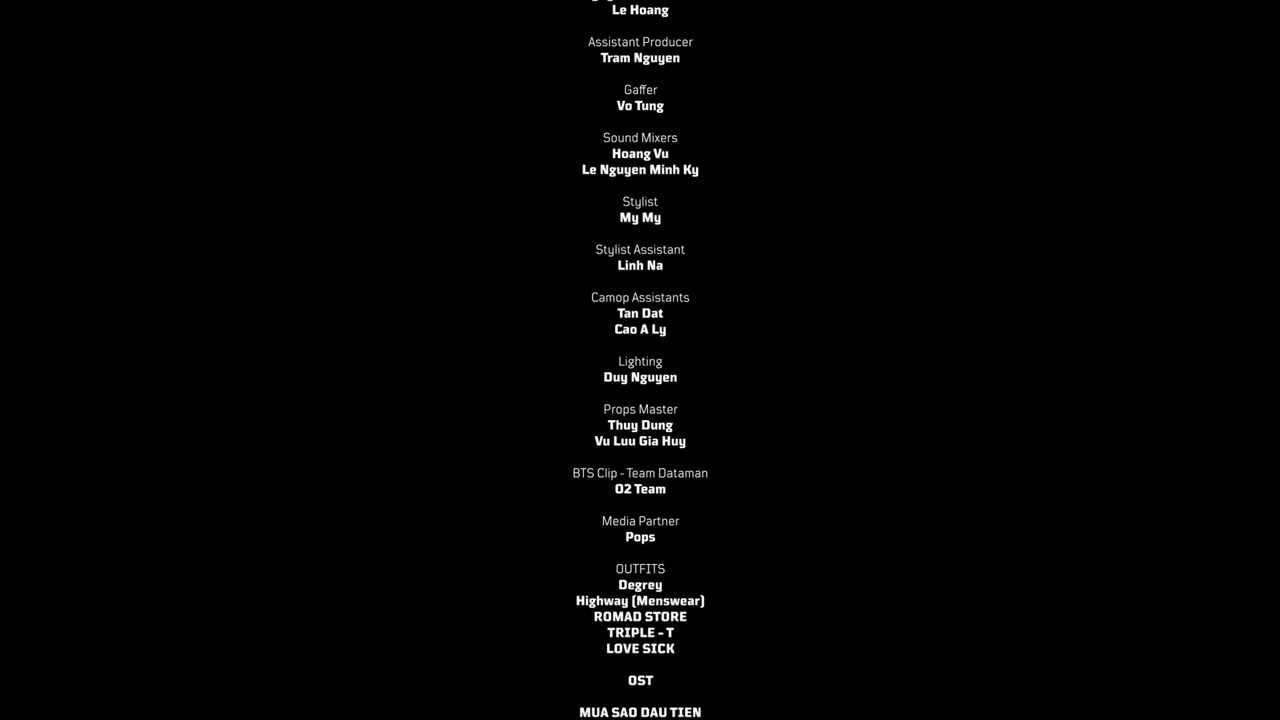 Le Hoang
Assistant Producer
Tram Nguyen
Gaffer
Vo Tung
Sound Mixers
Hoang Vu
Le Nguyen Minh Ky
Stylist
My My
Stylist Assistant
Linh Na
Camop Assistants
Tan Dat
Cao A Ly
Lighting
Duy Nguyen
Props Master
Thuy Dung
Vu Luu Gia Huy
BTS Clip - Team Dataman
O2 Team
Media Partner
Pops
OUTFITS
Degrey
Highway (Menswear)
ROMAD STORE
TRIPLE - T
LOVE SICK
OST
MUA SAO DAU TIEN